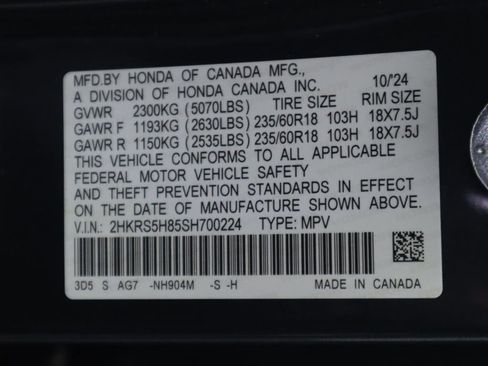 MFD.BY HONDA OF CANADA MFG.,
A DIVISION OF HONDA CANADA INC. 10/24
GVWR 2300KG (5070LBS) TIRE SIZE RIM SIZE
GAWR F 1193KG (2630LBS) 235/60R18 103H 18X7.5J
GAWR R 1150KG (2535LBS) 235/60R18 103H 18X7.5J
THIS VEHICLE CONFORMS TO ALL APPLICABLE
FEDERAL MOTOR VEHICLE SAFETY
AND THEFT PREVENTION STANDARDS IN EFFECT
ON THE DATE OF MANUFACTURE SHOWN ABOVE.
V.I.N.: 2HKRS5H85SH700224 TYPE: MPV
3D5 S AG7 -NH904M -S -H MADE IN CANADA